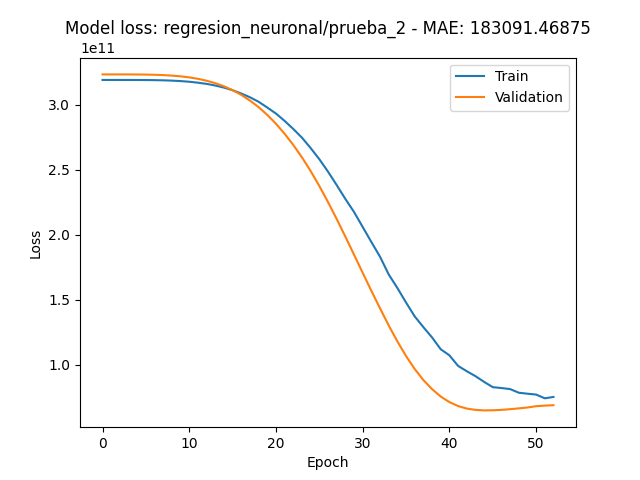 Model loss: regresion_neuronal/prueba_2 - MAE: 183091.46875
1e11
Train
Validation
3.0
2.5
2.0
1.5
1.0
Loss
0 10 20 30 40 50
Epoch